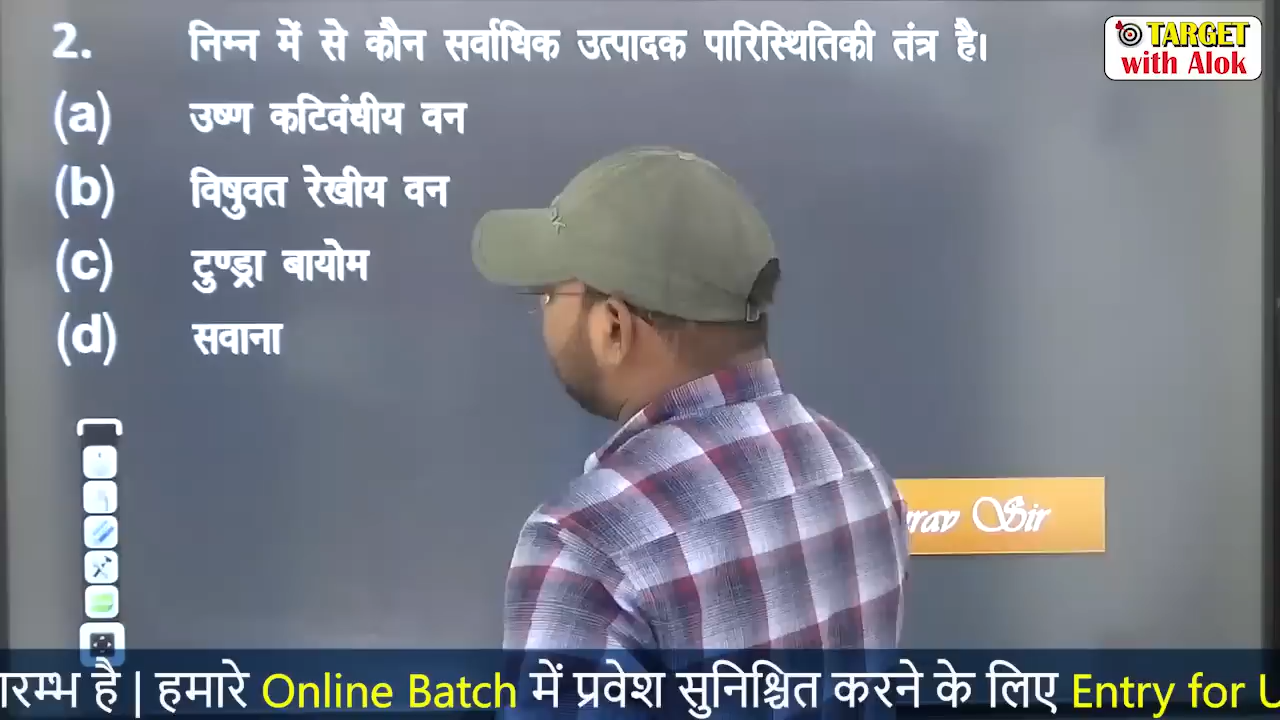 2. निम्न में से कौन सर्वाधिक उत्पादक पारिस्थितिकी तंत्र है।
(a) उष्ण कटिवंधीय वन
(b) विषुवत रेखीय वन
(c) टुण्ड्रा बायोम
(d) सवाना
TARGET
with Alok
Sir
है | हमारे Online Batch में प्रवेश सुनिश्चित करने के लिए Entry for